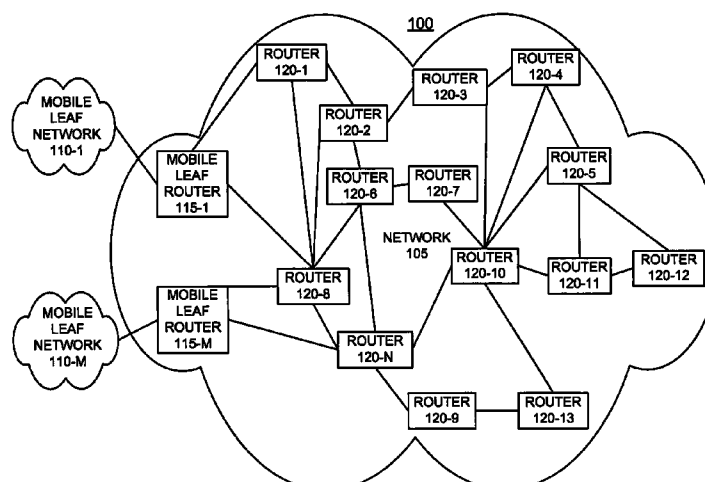 100
ROUTER
120-1
ROUTER
120-4
ROUTER
120-3
MOBILE
LEAF
NETWORK
110-1
ROUTER
120-2
MOBILE
LEAF
ROUTER
115-1
ROUTER
120-6
ROUTER
120-7
ROUTER
120-5
NETWORK
105
ROUTER
120-10
ROUTER
120-11
ROUTER
120-12
ROUTER
120-8
MOBILE
LEAF
ROUTER
115-M
MOBILE
LEAF
NETWORK
110-M
ROUTER
120-N
ROUTER
120-9
ROUTER
120-13